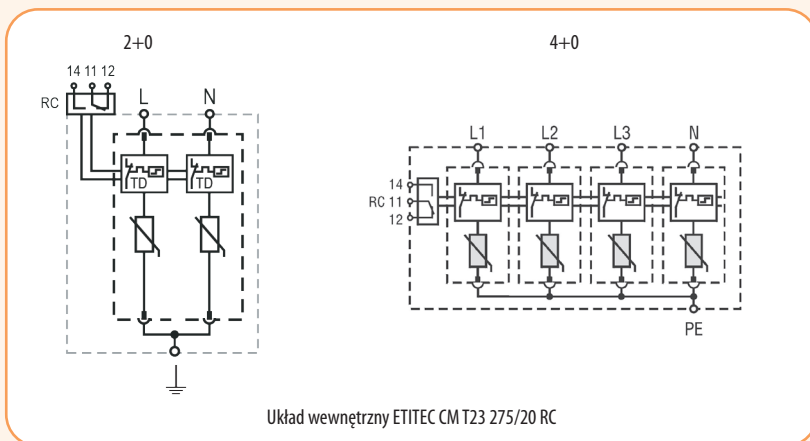 2+0
4+0
14 11 12
RC
L
N
TD
TD
L1
L2
L3
N
14
RC 11
12
PE
Układ wewnętrzny ETITEC CM T23 275/20 RC